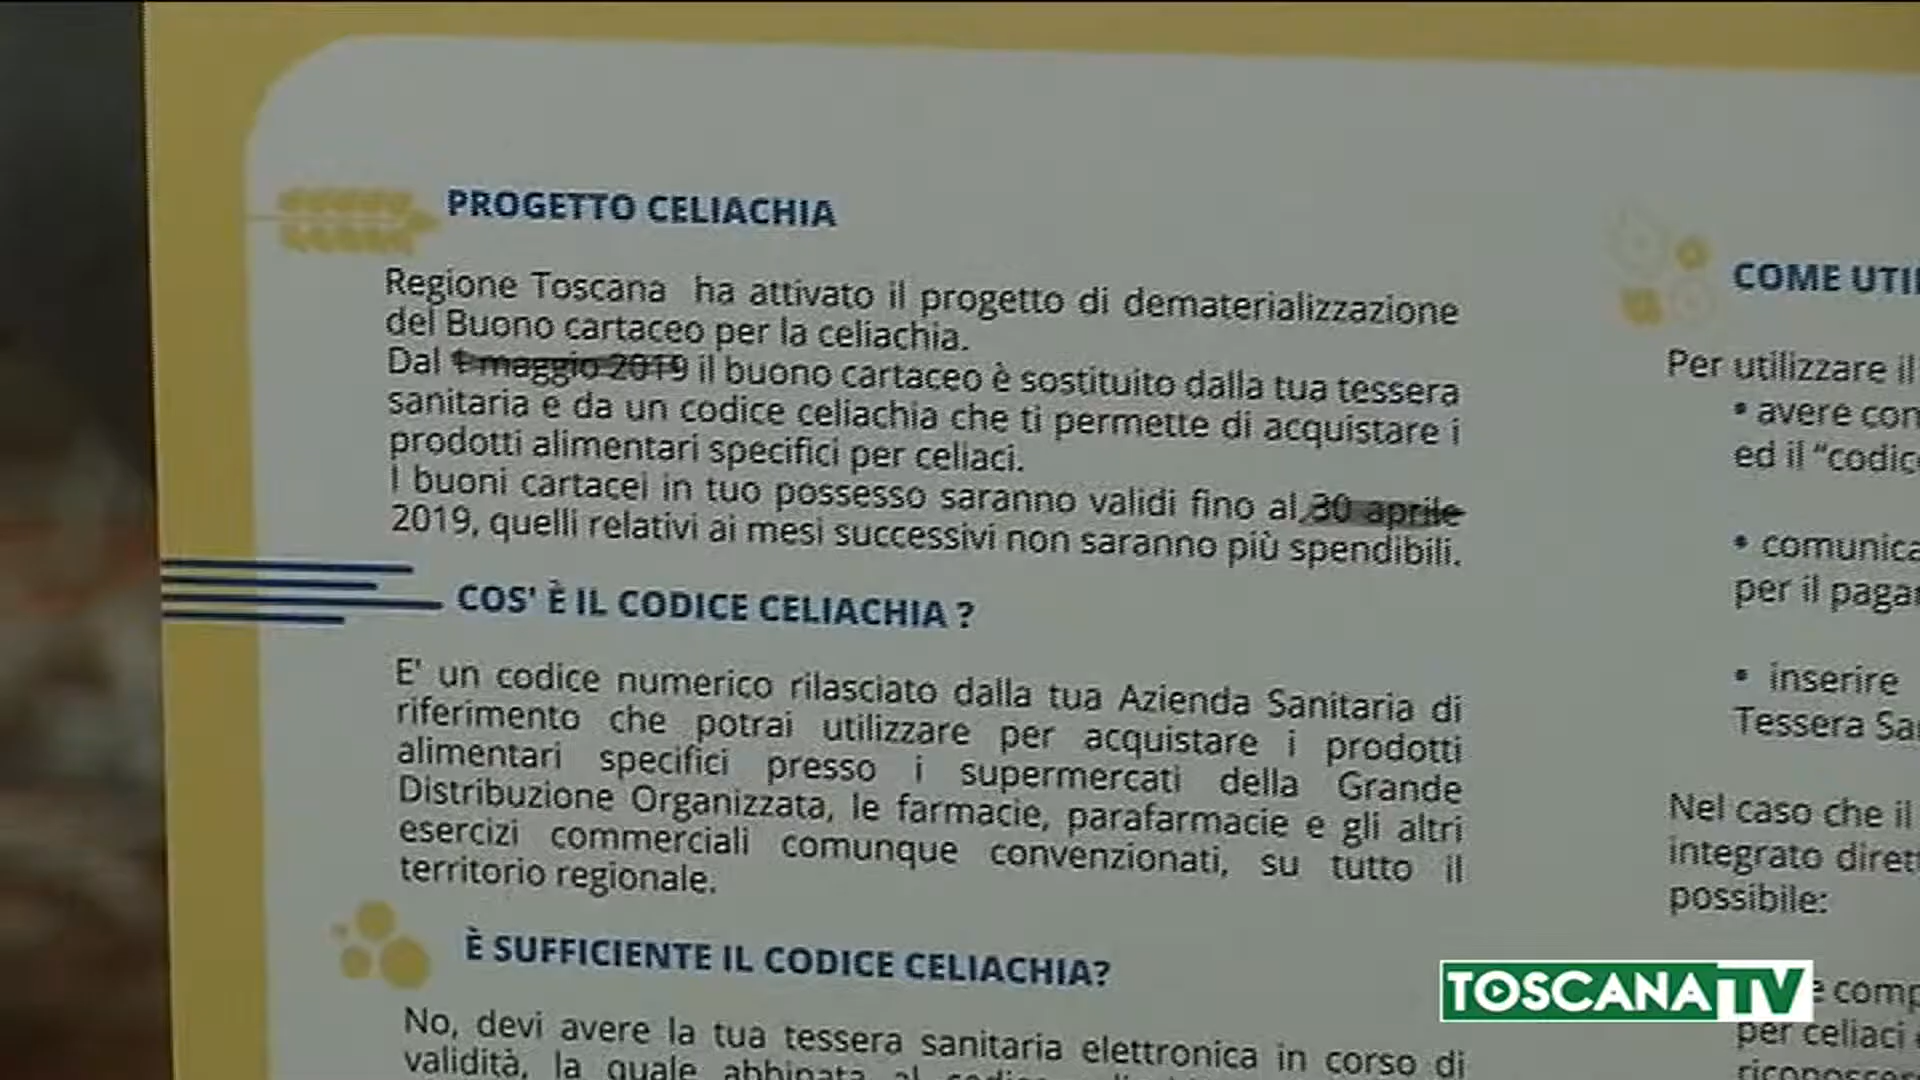 PROGETTO CELIACHIA
Regione Toscana ha attivato il progetto di dematerializzazione
del Buono cartaceo per la celiachia.
Dal 1 maggio 2019 il buono cartaceo è sostituito dalla tua tessera
sanitaria e da un codice celiachia che ti permette di acquistare i
prodotti alimentari specifici per celiaci.
I buoni cartacei in tuo possesso saranno validi fino al 30 aprile
2019, quelli relativi ai mesi successivi non saranno più spendibili.
COS' È IL CODICE CELIACHIA ?
E' un codice numerico rilasciato dalla tua Azienda Sanitaria di
riferimento che potrai utilizzare per acquistare i prodotti
alimentari specifici presso i supermercati della Grande
Distribuzione Organizzata, le farmacie, parafarmacie e gli altri
esercizi commerciali comunque convenzionati, su tutto il
territorio regionale.
È SUFFICIENTE IL CODICE CELIACHIA?
No, devi avere la tua tessera sanitaria elettronica in corso di
validità, la quale abbinata al
COME UTI
Per utilizzare il
• avere con
ed il "codic
• comunica
per il paga
• inserire
Tessera Sa
Nel caso che il
integrato dirett
possibile:
comp
per celiaci
TOSCANA TV